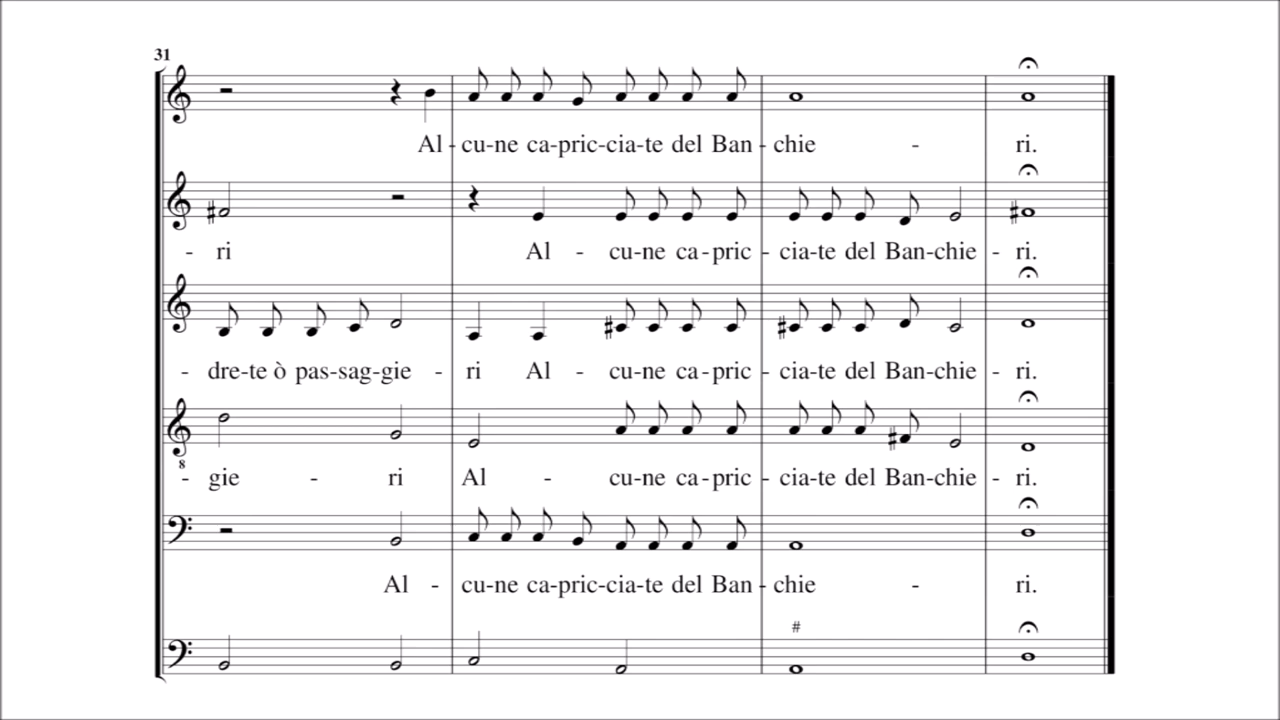 31
Al - cu-ne ca-pric-cia-te del Ban - chie - ri.
- ri Al - cu-ne ca-pric - cia-te del Ban-chie - ri.
- dre-te ò pas-sag-gie - ri Al - cu-ne ca-pric - cia-te del Ban-chie - ri.
8
- gie - ri Al - cu-ne ca-pric - cia-te del Ban-chie - ri.
Al - cu-ne ca-pric-cia-te del Ban - chie - ri.
#